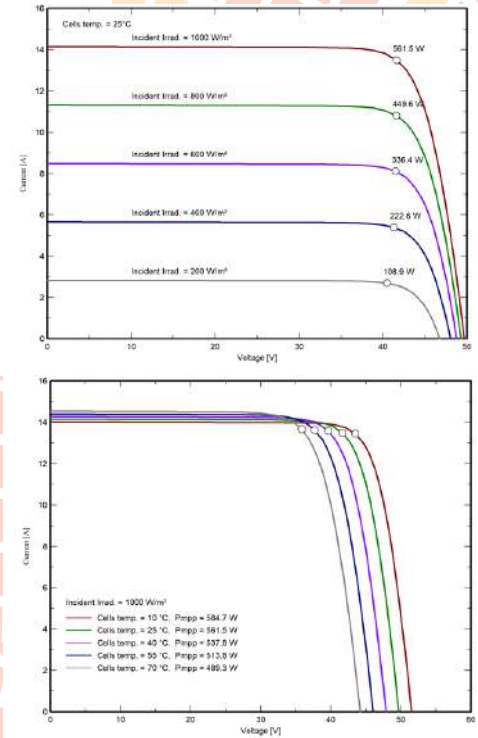 16
Cells temp. = 25°C
Incident Irrad. = 1000 W/m²
561.5 W
14
12
Incident Irrad. = 800 W/m²
449.6 W
10
Current [A]
Incident Irrad. = 600 W/m²
336.4 W
8
6
Incident Irrad. = 400 W/m²
222.6 W
4
Incident Irrad. = 200 W/m²
108.9 W
2
0
0 10 20 30 40 50
Voltage [V]
16
14
12
10
Current [A]
8
6
4
Incident Irrad. = 1000 W/m²
Cells temp. = 10 °C, Pmpp = 584.7 W
Cells temp. = 25 °C, Pmpp = 561.5 W
Cells temp. = 40 °C, Pmpp = 537.8 W
Cells temp. = 55 °C, Pmpp = 513.8 W
Cells temp. = 70 °C, Pmpp = 489.3 W
2
0
0 10 20 30 40 50 60
Voltage [V]